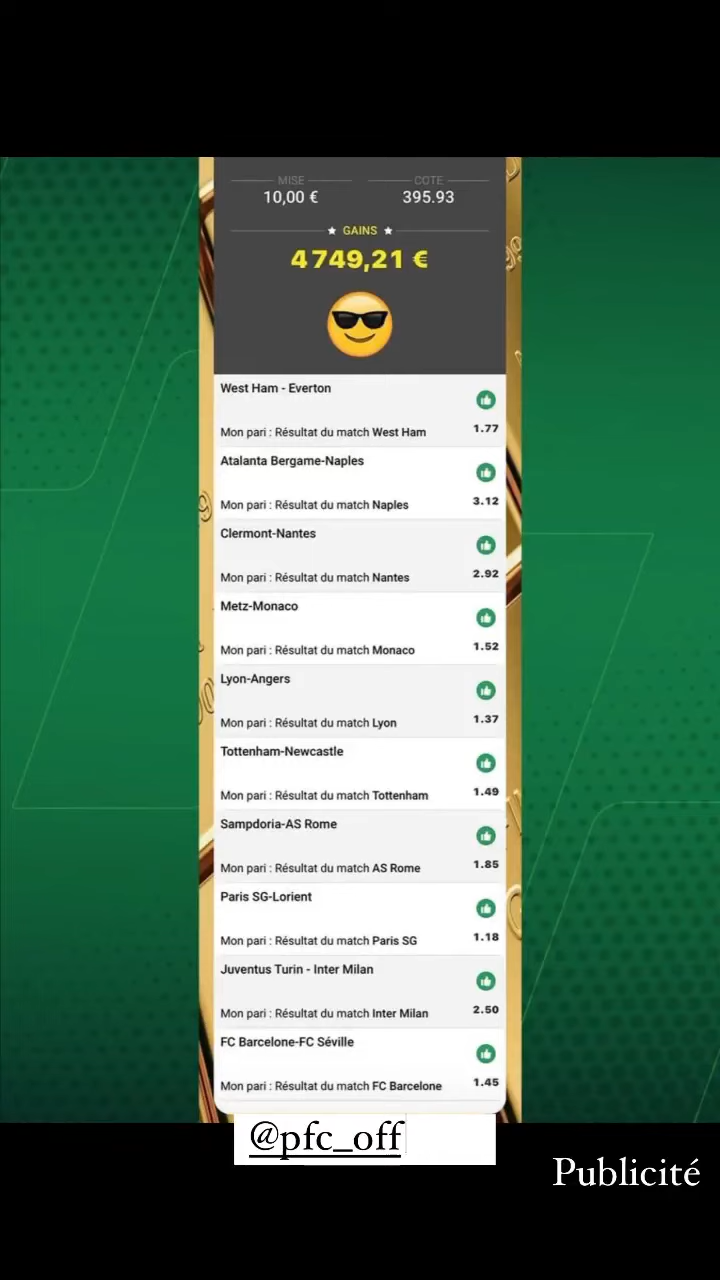 MISE COTE
10,00 € 395.93
GAINS
4 749,21 €
West Ham - Everton
Mon pari : Résultat du match West Ham 1.77
Atalanta Bergame-Naples
Mon pari : Résultat du match Naples 3.12
Clermont-Nantes
Mon pari : Résultat du match Nantes 2.92
Metz-Monaco
Mon pari : Résultat du match Monaco 1.52
Lyon-Angers
Mon pari : Résultat du match Lyon 1.37
Tottenham-Newcastle
Mon pari : Résultat du match Tottenham 1.49
Sampdoria-AS Rome
Mon pari : Résultat du match AS Rome 1.85
Paris SG-Lorient
Mon pari : Résultat du match Paris SG 1.18
Juventus Turin - Inter Milan
Mon pari : Résultat du match Inter Milan 2.50
FC Barcelone-FC Séville
Mon pari : Résultat du match FC Barcelone 1.45
@pfc_off
Publicité